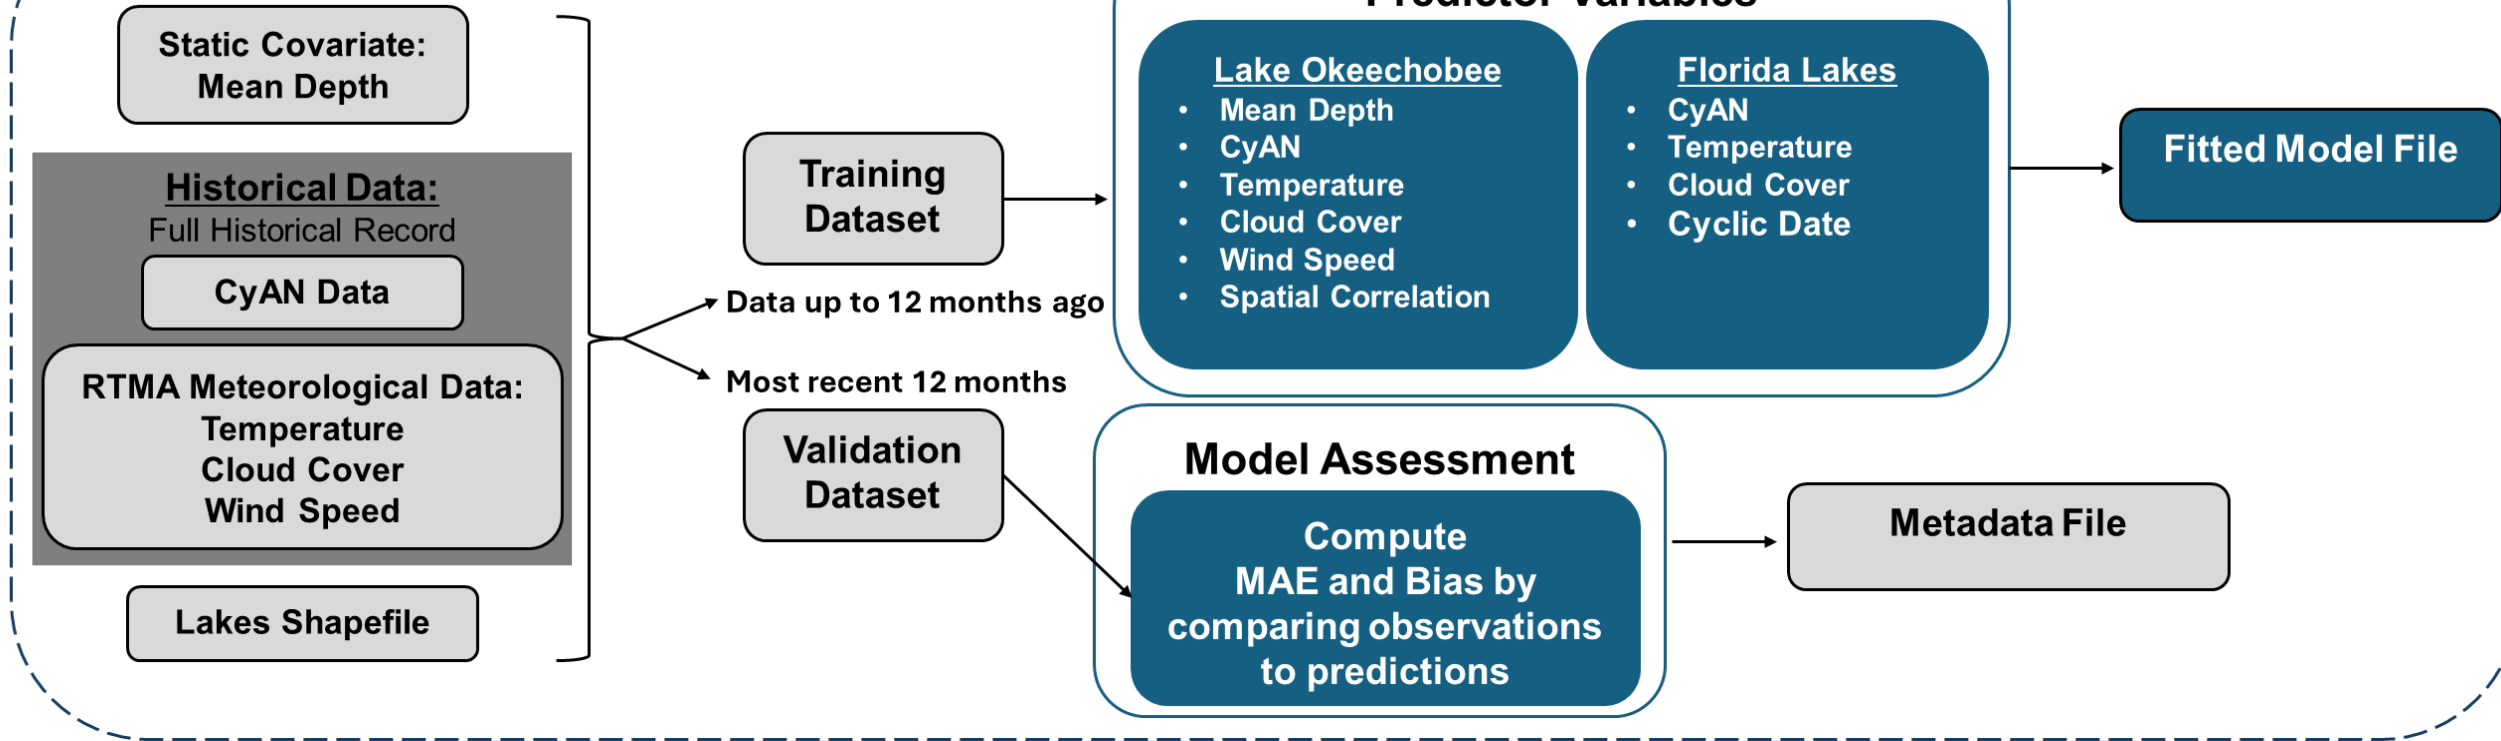 Predictor Variables
Static Covariate:
Mean Depth
Historical Data:
Full Historical Record
CyAN Data
RTMA Meteorological Data:
Temperature
Cloud Cover
Wind Speed
Lakes Shapefile
Training
Dataset
Data up to 12 months ago
Most recent 12 months
Validation
Dataset
Lake Okeechobee
• Mean Depth
• CyAN
• Temperature
• Cloud Cover
• Wind Speed
• Spatial Correlation
Florida Lakes
• CyAN
• Temperature
• Cloud Cover
• Cyclic Date
Fitted Model File
Model Assessment
Compute
MAE and Bias by
comparing observations
to predictions
Metadata File